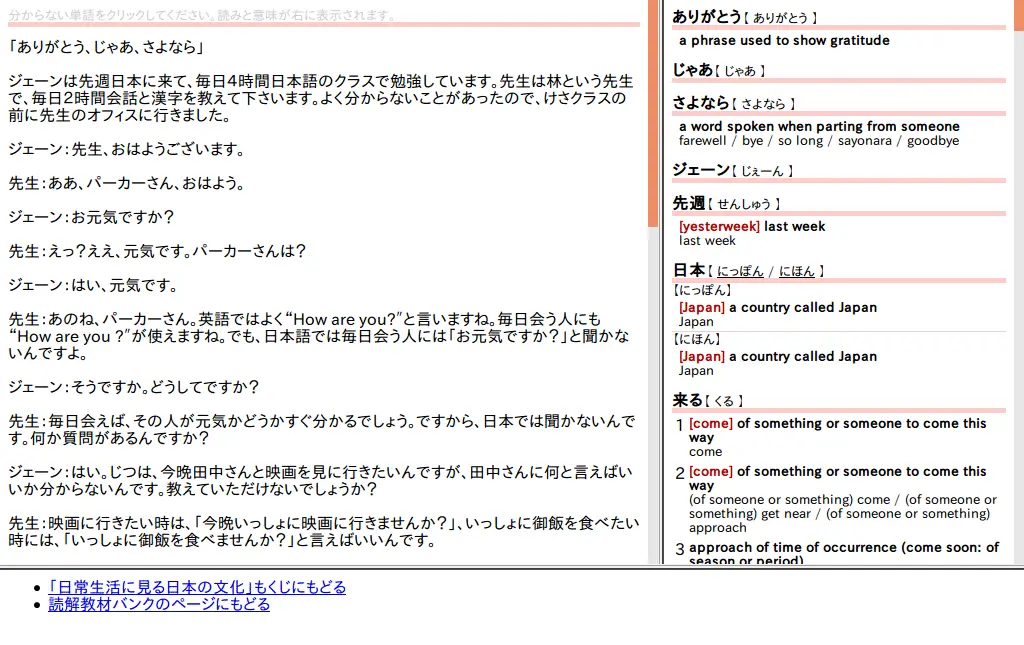 分からない単語をクリックしてください。読みと意味が右に表示されます。
「ありがとう、じゃあ、さよなら」
ジェーンは先週日本に来て、毎日4時間日本語のクラスで勉強しています。先生は林という先生
で、毎日2時間会話と漢字を教えて下さいます。よく分からないことがあったので、けさクラスの
前に先生のオフィスに行きました。
ジェーン：先生、おはようございます。
先生：ああ、パーカーさん、おはよう。
ジェーン：お元気ですか？
先生：えっ？ええ、元気です。パーカーさんは？
ジェーン：はい、元気です。
先生：あのね、パーカーさん。英語ではよく“How are you?”と言いますね。毎日会う人にも
“How are you ?”が使えますね。でも、日本語では毎日会う人には「お元気ですか？」と聞かな
いんですよ。
ジェーン：そうですか。どうしてですか？
先生：毎日会えば、その人が元気かどうかすぐ分かるでしょう。ですから、日本では聞かないんで
す。何か質問があるんですか？
ジェーン：はい。じつは、今晩田中さんと映画を見に行きたいんですが、田中さんに何と言えばい
いか分からないんです。教えていただけないでしょうか？
先生：映画に行きたい時は、「今晩いっしょに映画に行きませんか？」、いっしょに御飯を食べたい
時には、「いっしょに御飯を食べませんか？」と言えばいいんです。
ありがとう【 ありがとう 】
a phrase used to show gratitude
じゃあ【 じゃあ 】
さよなら【 さよなら 】
a word spoken when parting from someone
farewell / bye / so long / sayonara / goodbye
ジェーン【 じぇーん 】
先週【 せんしゅう 】
[yesterweek] last week
last week
日本【 にっぽん / にほん 】
【にっぽん】
[Japan] a country called Japan
Japan
【にほん】
[Japan] a country called Japan
Japan
来る【 くる 】
1 [come] of something or someone to come this
way
come
2 [come] of something or someone to come this
way
(of someone or something) come / (of someone or
something) get near / (of someone or something)
approach
3 approach of time of occurrence (come soon: of
season or period)
• 「日常生活に見る日本の文化」もくじにもどる
• 読解教材バンクのページにもどる